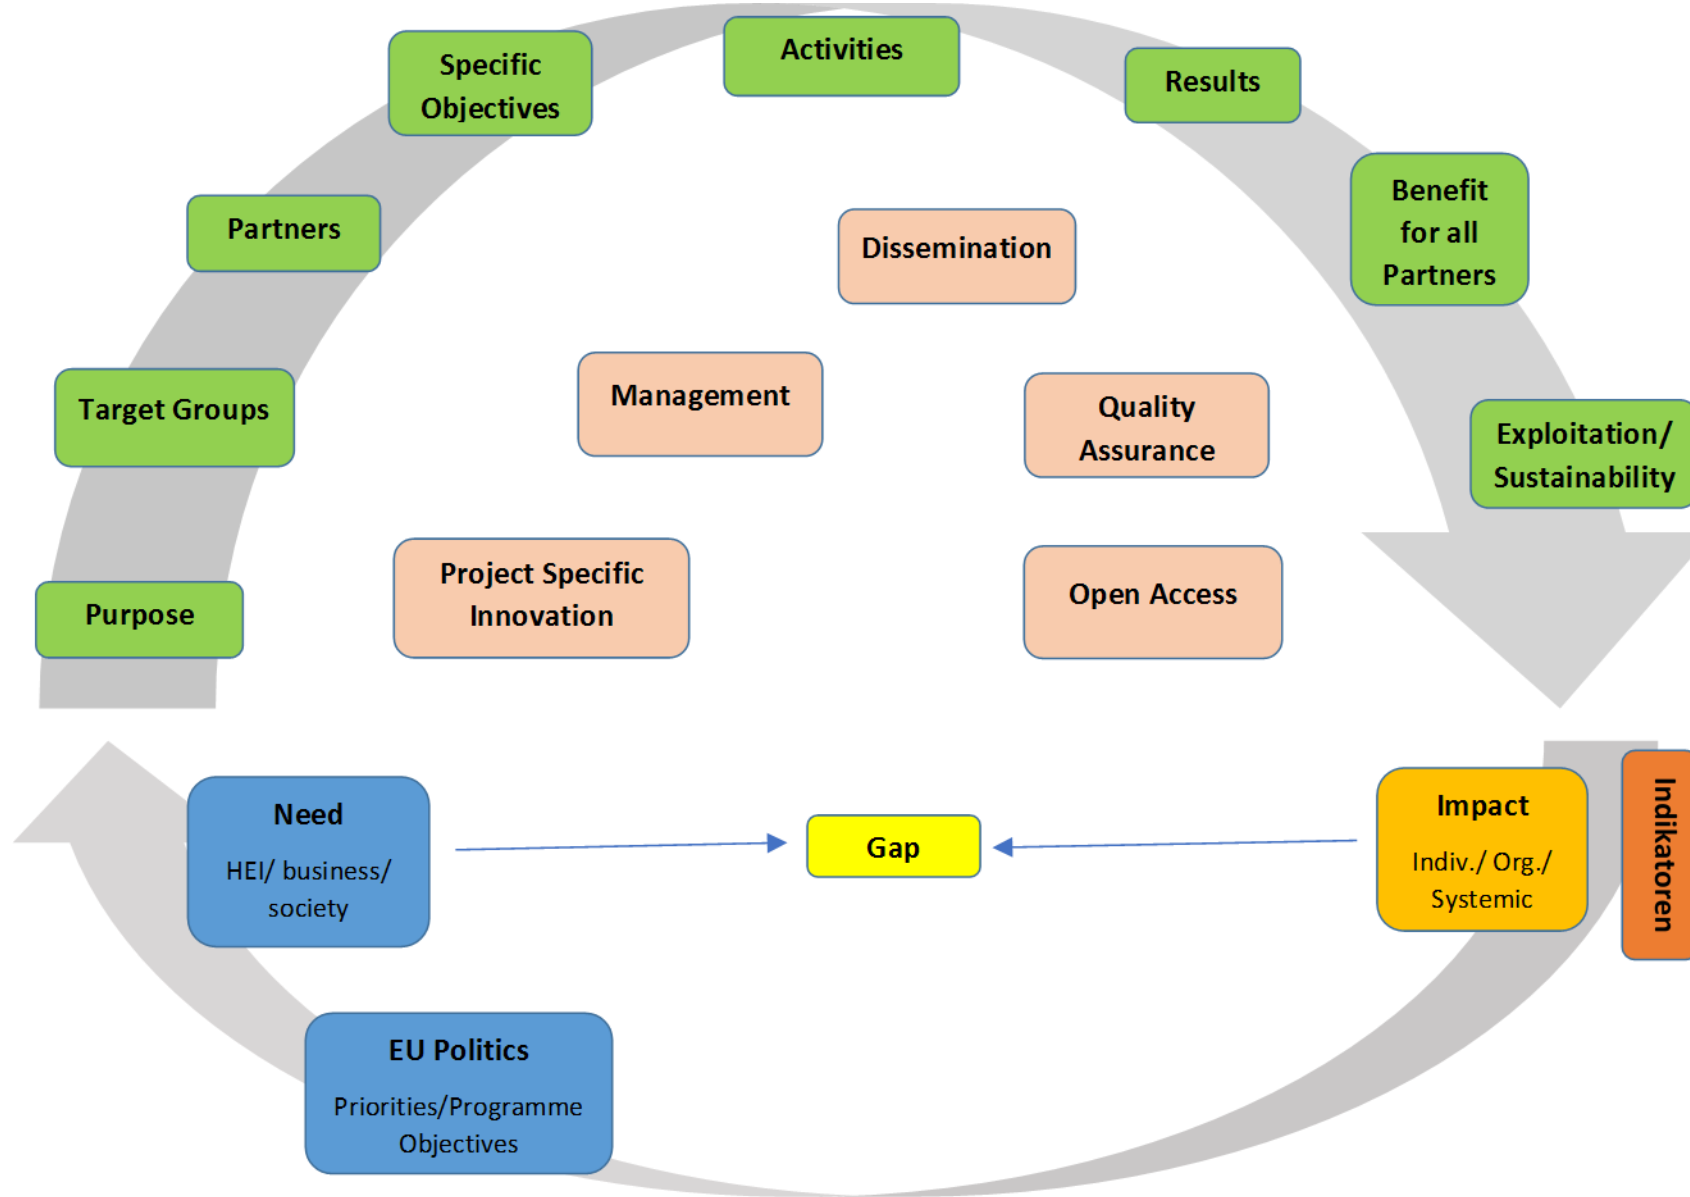 Activities
Specific
Objectives
Results
Benefit
for all
Partners
Partners
Dissemination
Management
Quality
Assurance
Target Groups
Exploitation/
Sustainability
Project Specific
Innovation
Open Access
Purpose
Need
HEI/ business/
society
Gap
Impact
Indiv./ Org./
Systemic
Indikatoren
EU Politics
Priorities/Programme
Objectives